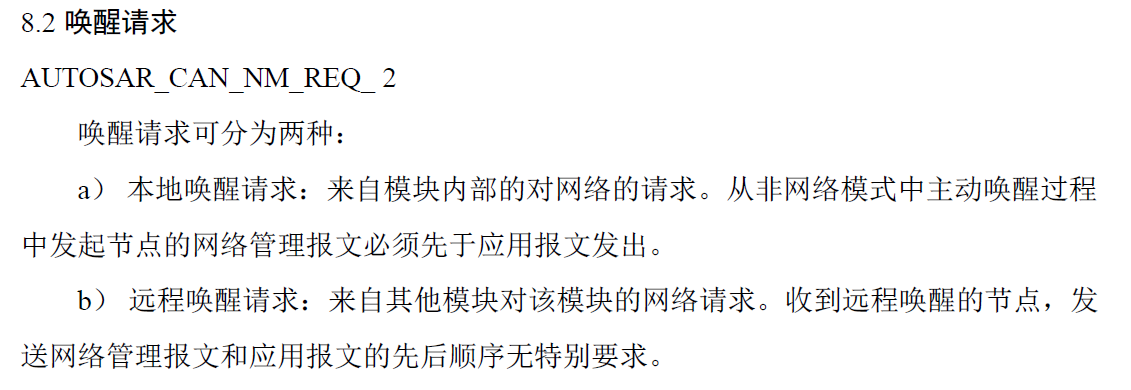 8.2 唤醒请求
AUTOSAR_CAN_NM_REQ_ 2
唤醒请求可分为两种：
a） 本地唤醒请求：来自模块内部的对网络的请求。从非网络模式中主动唤醒过程
中发起节点的网络管理报文必须先于应用报文发出。
b） 远程唤醒请求：来自其他模块对该模块的网络请求。收到远程唤醒的节点，发
送网络管理报文和应用报文的先后顺序无特别要求。